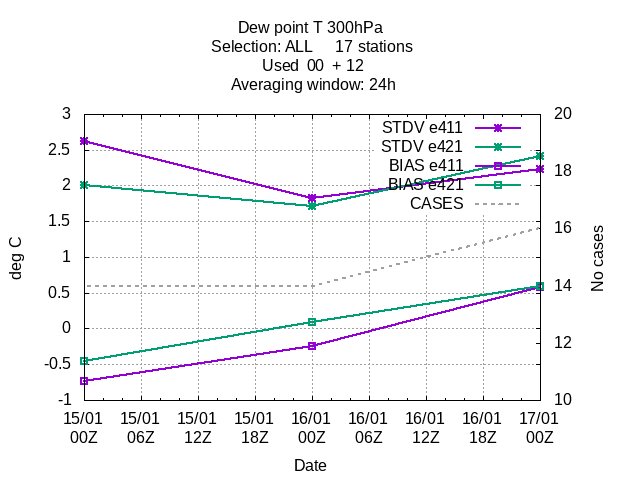 Dew point T 300hPa
Selection: ALL     17 stations
Used  00  + 12
Averaging window: 24h
STDV e411
STDV e421
BIAS e411
BIAS e421
CASES
3
2.5
2
1.5
1
0.5
0
-0.5
-1
deg C
20
18
16
14
12
10
No cases
15/01 15/01 15/01 15/01 16/01 16/01 16/01 16/01 17/01
00Z 06Z 12Z 18Z 00Z 06Z 12Z 18Z 00Z
Date